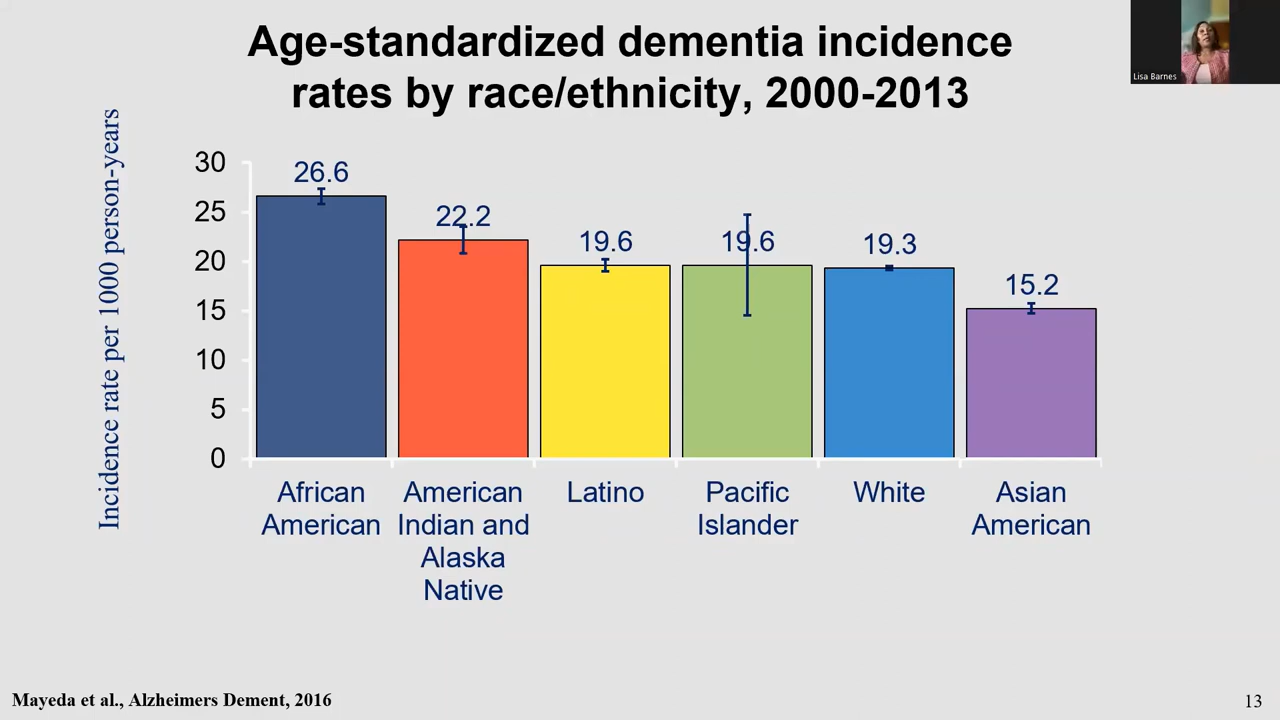 Age-standardized dementia incidence
rates by race/ethnicity, 2000-2013
Lisa Barnes
Incidence rate per 1000 person-years
30
25
20
15
10
5
0
26.6
22.2
19.6
19.6
19.3
15.2
African
American
American
Indian and
Alaska
Native
Latino
Pacific
Islander
White
Asian
American
Mayeda et al., Alzheimers Dement, 2016
13